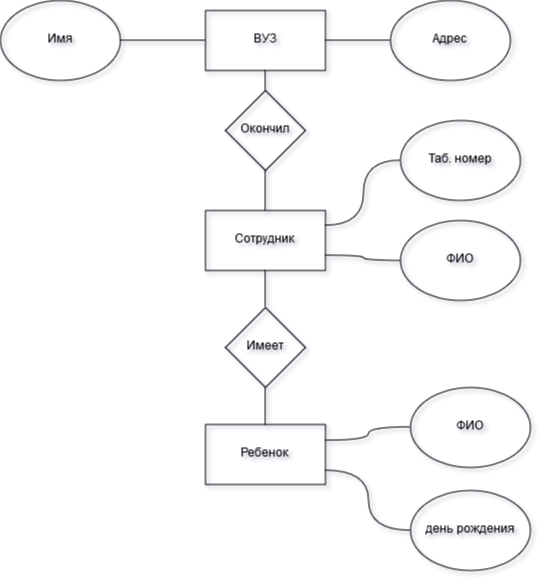 Имя
ВУЗ
Адрес
Окончил
Таб. номер
Сотрудник
ФИО
Имеет
ФИО
Ребенок
день рождения